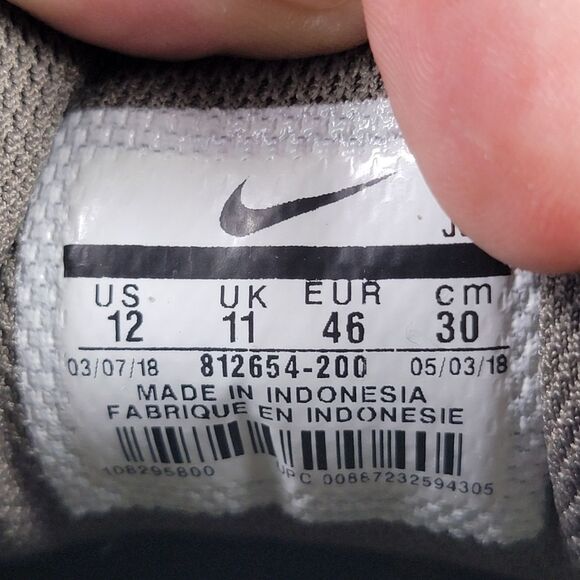 US UK EUR cm
12 11 46 30
03/07/18 812654-200 05/03/18
MADE IN INDONESIA
FABRIQUE EN INDONESIE
108295800 UPC 00887232594305